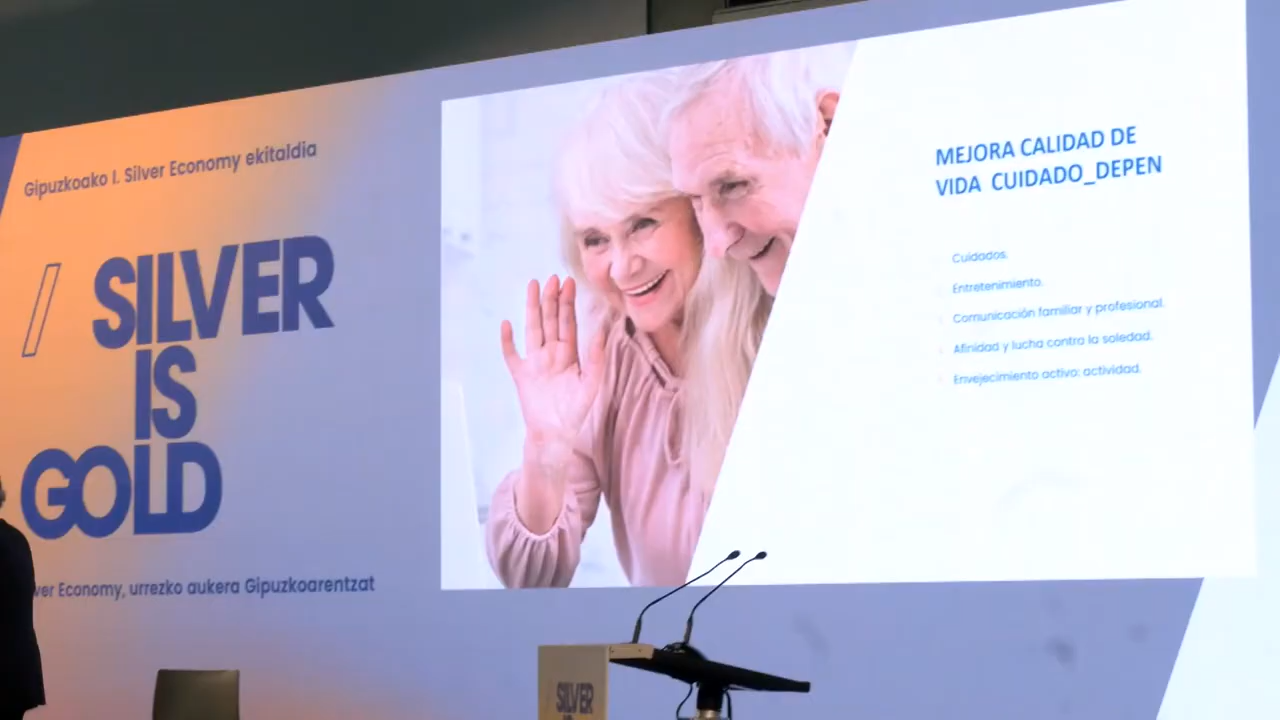 Gipuzkoako I. Silver Economy ekitaldia
/ SILVER
IS
GOLD
ver Economy, urrezko aukera Gipuzkoarentzat
MEJORA CALIDAD DE
VIDA CUIDADO_DEPEN
Cuidados.
Entretenimiento.
Comunicación familiar y profesional.
Afinidad y lucha contra la soledad.
Envejecimiento activo: actividad.
SILVER